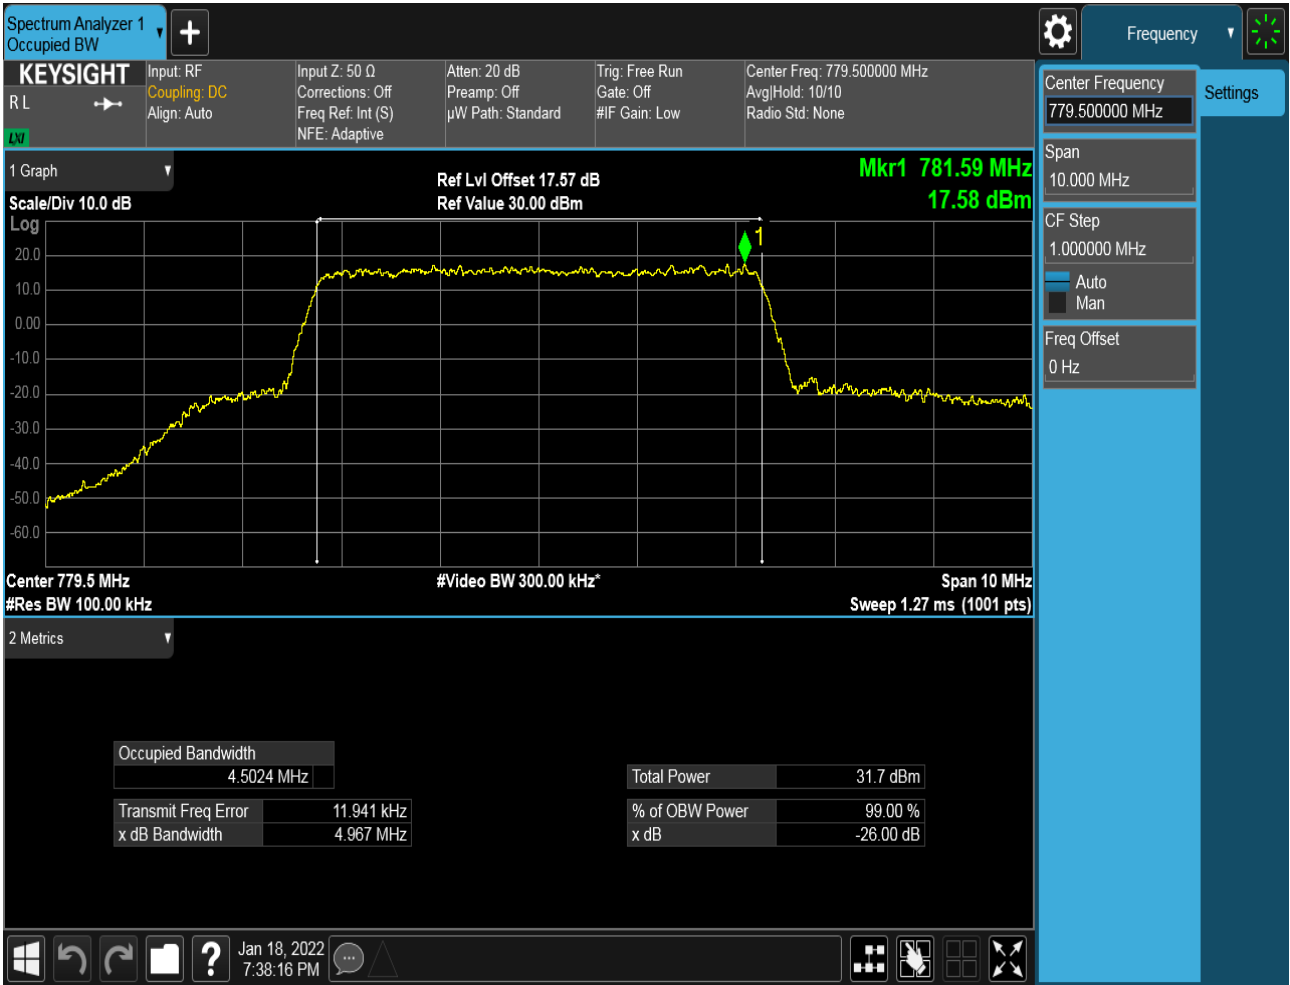 Spectrum Analyzer 1
Occupied BW
Frequency
KEYSIGHT
R L
LXI
Input: RF
Coupling: DC
Align: Auto
Input Z: 50 Ω
Corrections: Off
Freq Ref: Int (S)
NFE: Adaptive
Atten: 20 dB
Preamp: Off
µW Path: Standard
Trig: Free Run
Gate: Off
#IF Gain: Low
Center Freq: 779.500000 MHz
Avg|Hold: 10/10
Radio Std: None
Center Frequency
779.500000 MHz
Settings
Span
10.000 MHz
CF Step
1.000000 MHz
Auto
Man
Freq Offset
0 Hz
1 Graph
Scale/Div 10.0 dB
Ref Lvl Offset 17.57 dB
Ref Value 30.00 dBm
Mkr1 781.59 MHz
17.58 dBm
Log
1
20.0
10.0
0.00
-10.0
-20.0
-30.0
-40.0
-50.0
-60.0
Center 779.5 MHz
#Video BW 300.00 kHz*
Span 10 MHz
#Res BW 100.00 kHz
Sweep 1.27 ms (1001 pts)
2 Metrics
Occupied Bandwidth
4.5024 MHz
Total Power 31.7 dBm
Transmit Freq Error 11.941 kHz
% of OBW Power 99.00 %
x dB Bandwidth 4.967 MHz
x dB -26.00 dB
?
Jan 18, 2022
7:38:16 PM